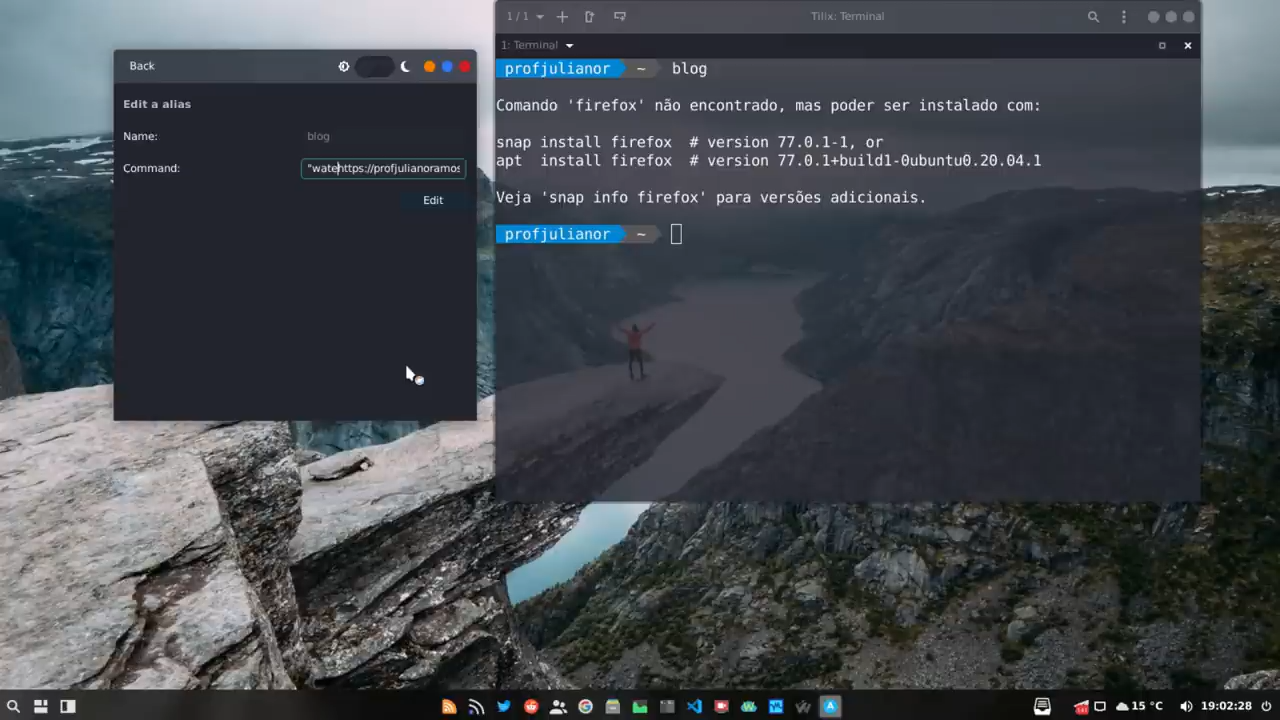 1 / 1
Tilix: Terminal
1: Terminal
Back
Edit a alias
Name:
blog
Command:
"watehttps://profjulianoramos
Edit
profjulianor ~ blog
Comando 'firefox' não encontrado, mas poder ser instalado com:
snap install firefox # version 77.0.1-1, or
apt install firefox # version 77.0.1+build1-0ubuntu0.20.04.1
Veja 'snap info firefox' para versões adicionais.
profjulianor ~
15 °C
19:02:28